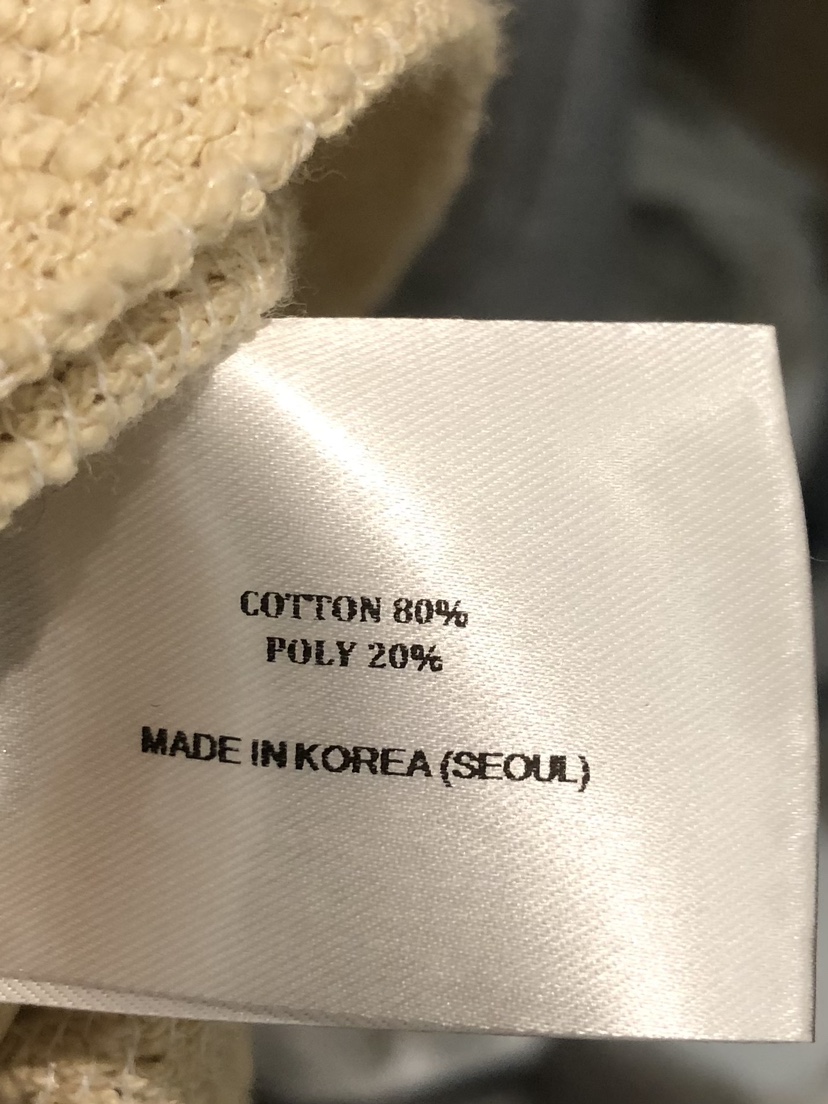 COTTON 80%
POLY 20%
MADE IN KOREA (SEOUL)